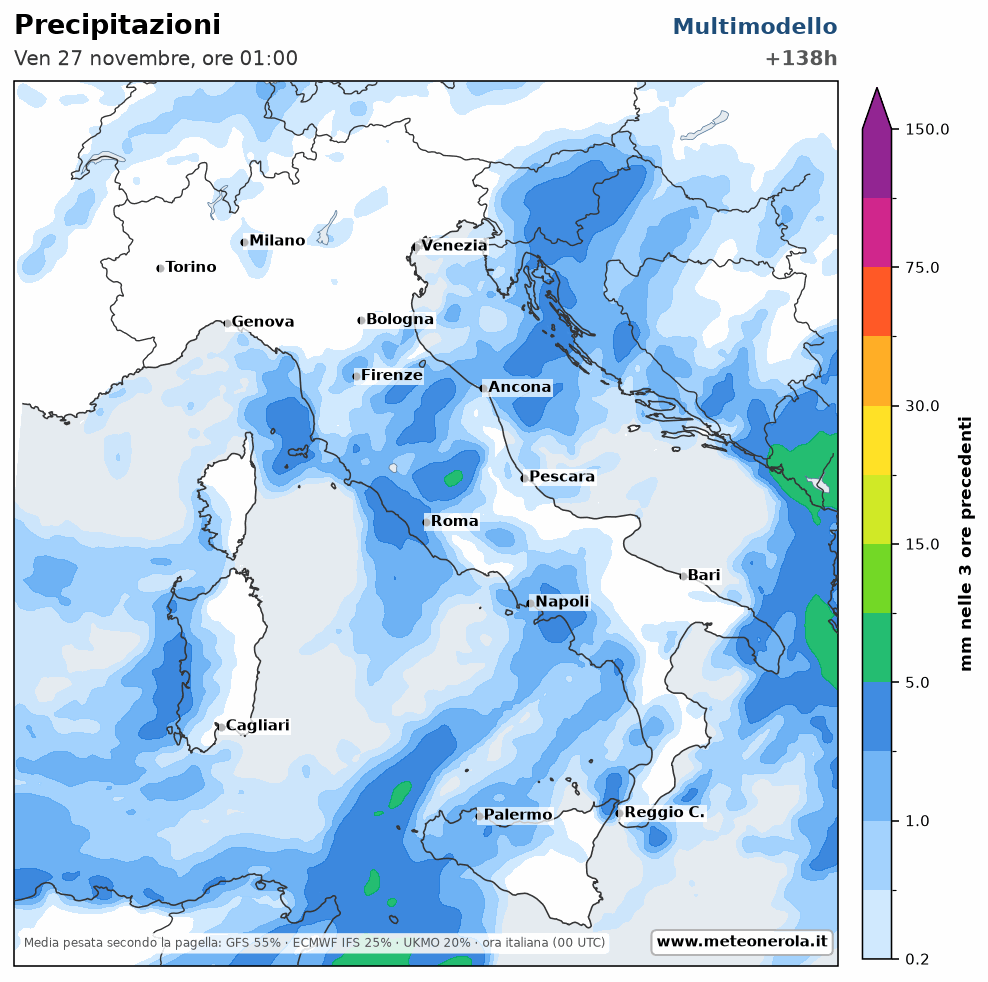 Precipitazioni
Multimodello
Ven 27 novembre, ore 01:00
+138h
Milano
Venezia
Torino
Genova
Bologna
Firenze
Ancona
Pescara
Roma
Bari
Napoli
Cagliari
Palermo
Reggio C.
150.0
75.0
30.0
15.0
5.0
1.0
0.2
mm nelle 3 ore precedenti
Media pesata secondo la pagella: GFS 55% · ECMWF IFS 25% · UKMO 20% · ora italiana (00 UTC)
www.meteonerola.it